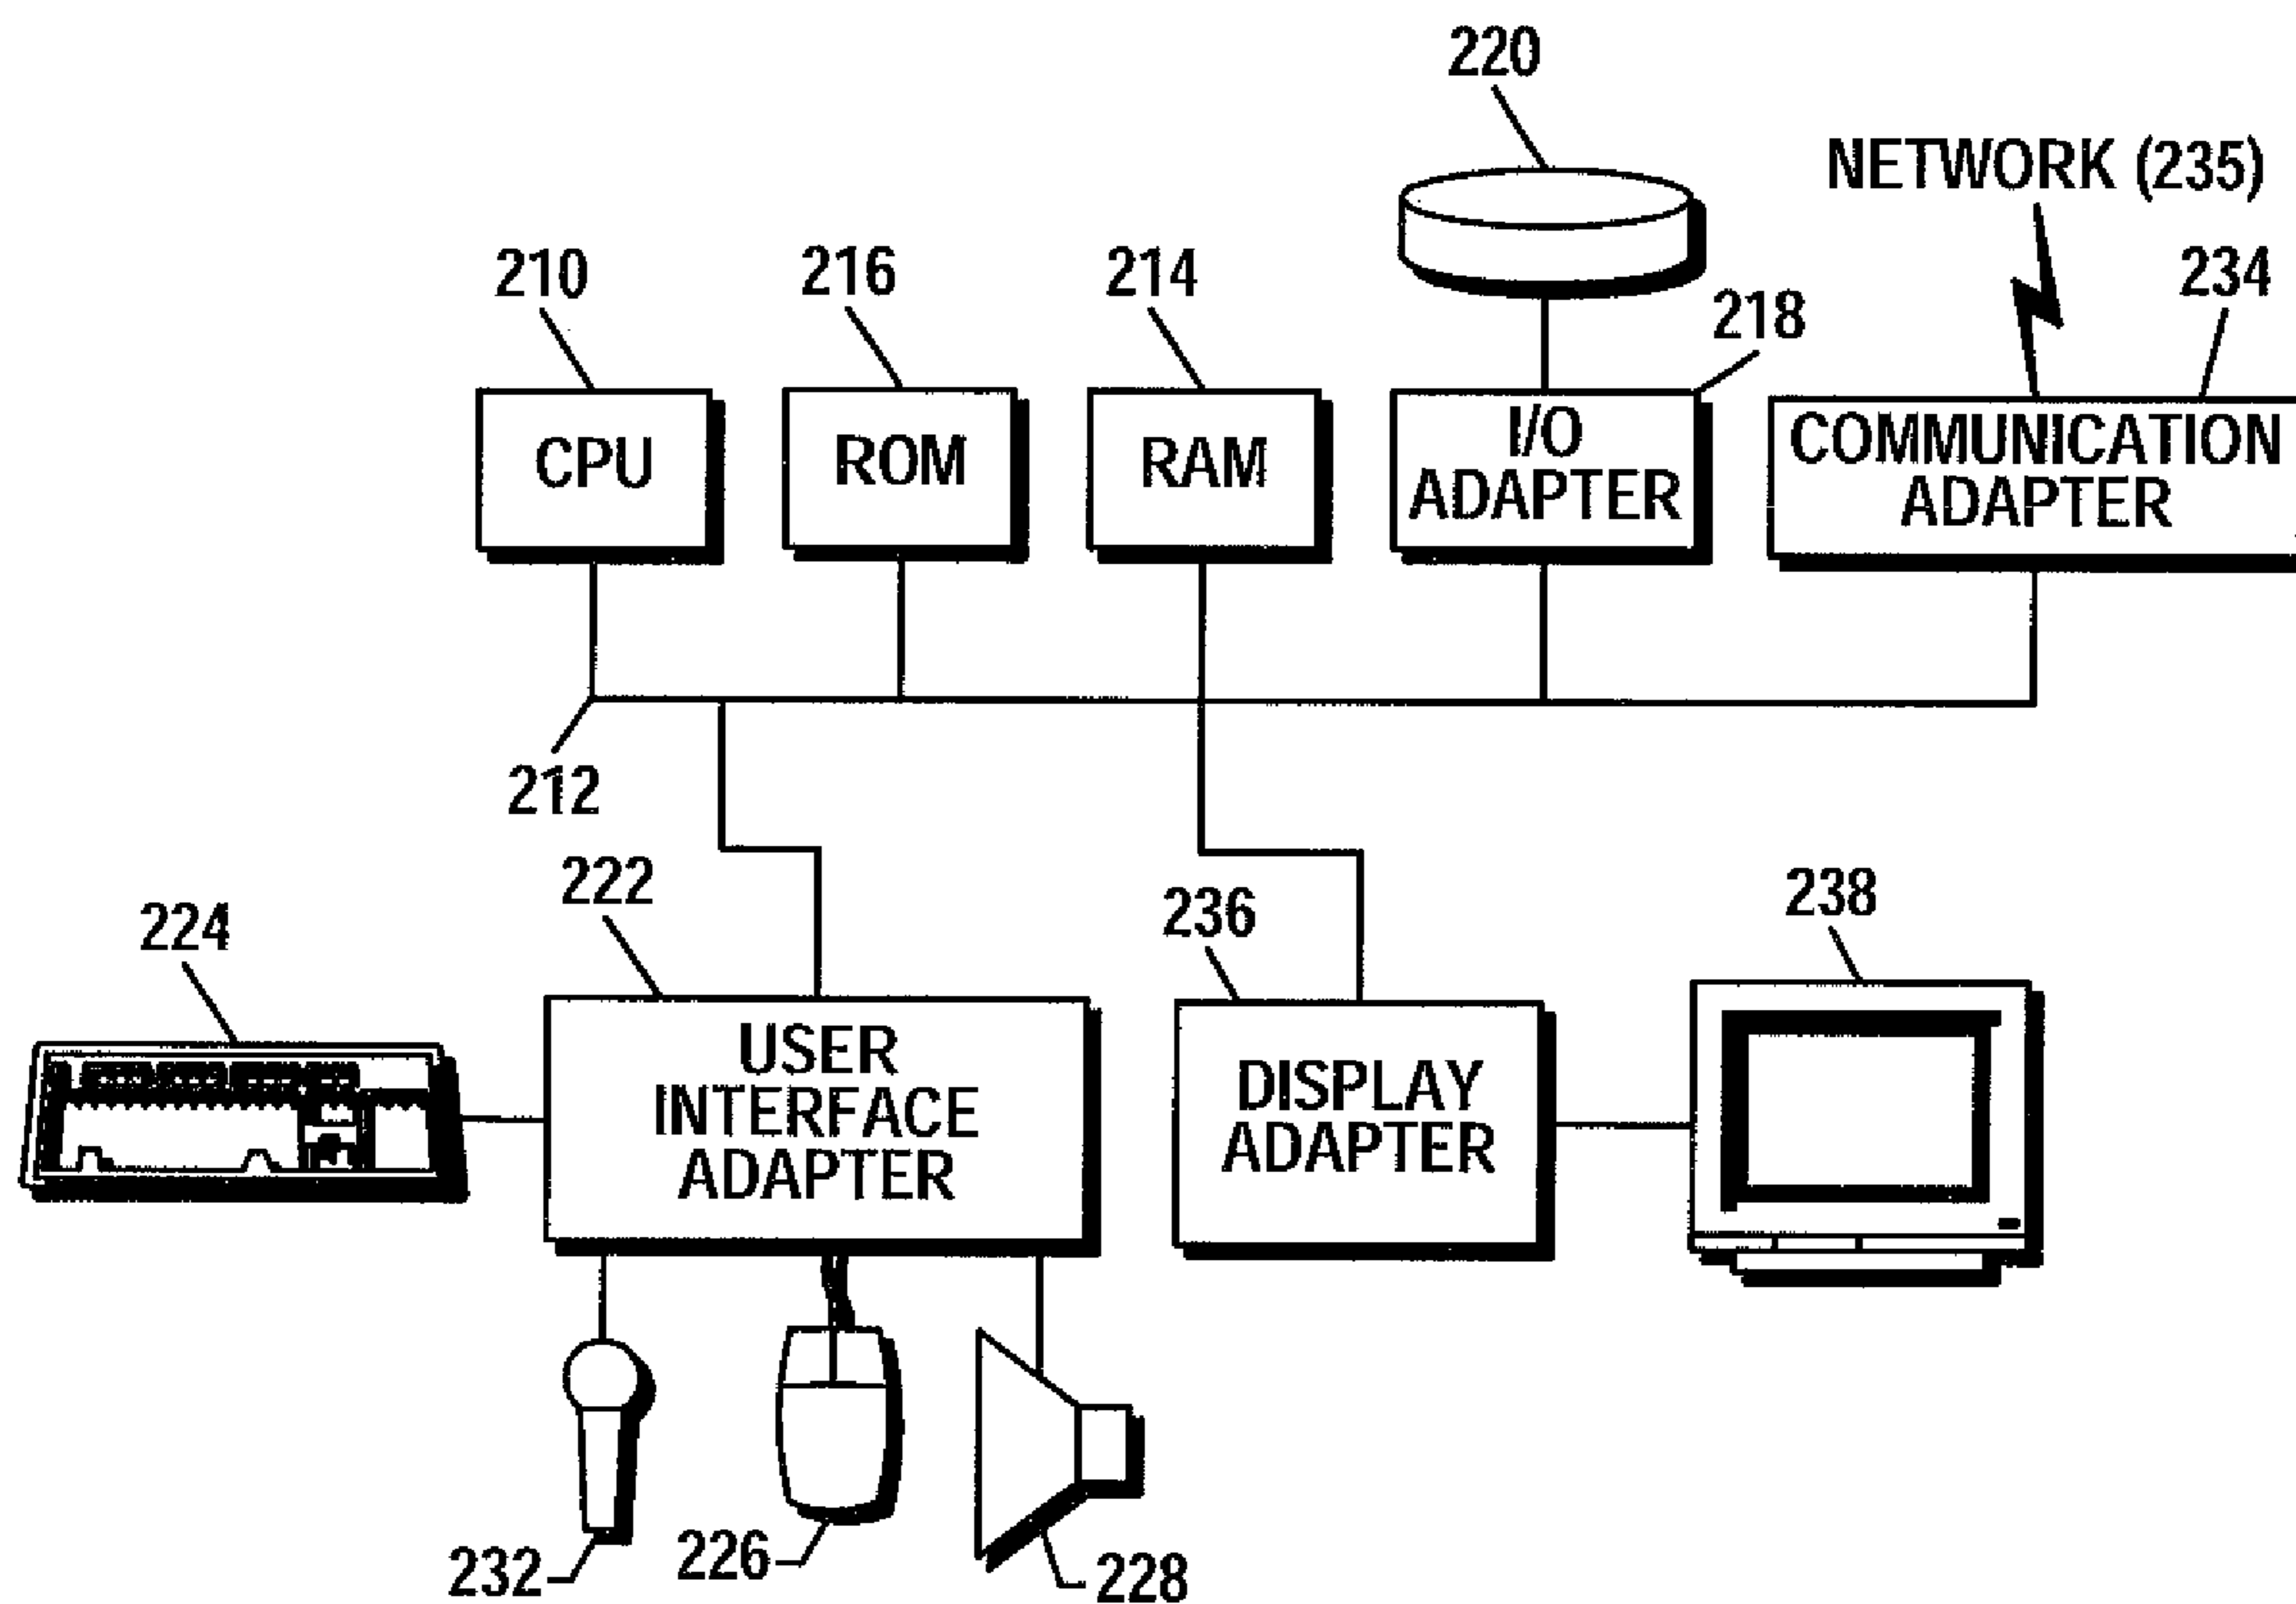 220
NETWORK (235)
210
216
214
218
234
CPU
ROM
RAM
I/O
ADAPTER
COMMUNICATION
ADAPTER
212
222
224
236
238
USER
INTERFACE
ADAPTER
DISPLAY
ADAPTER
232
226
228